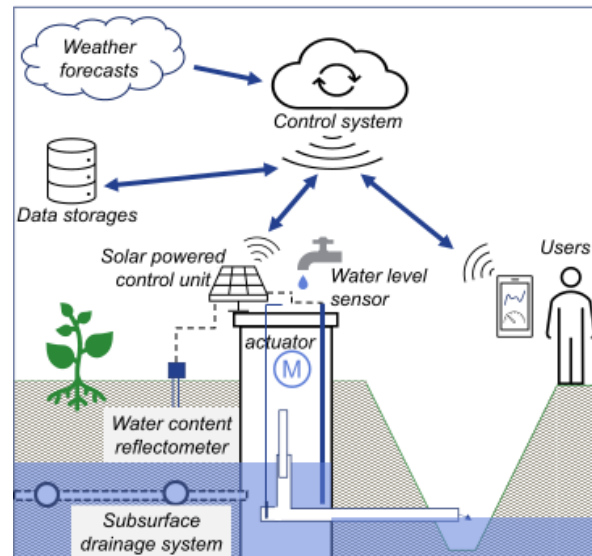 Weather
forecasts
Control system
Data storages
Solar powered
control unit
Water level
sensor
Users
actuator
M
Water content
reflectometer
Subsurface
drainage system